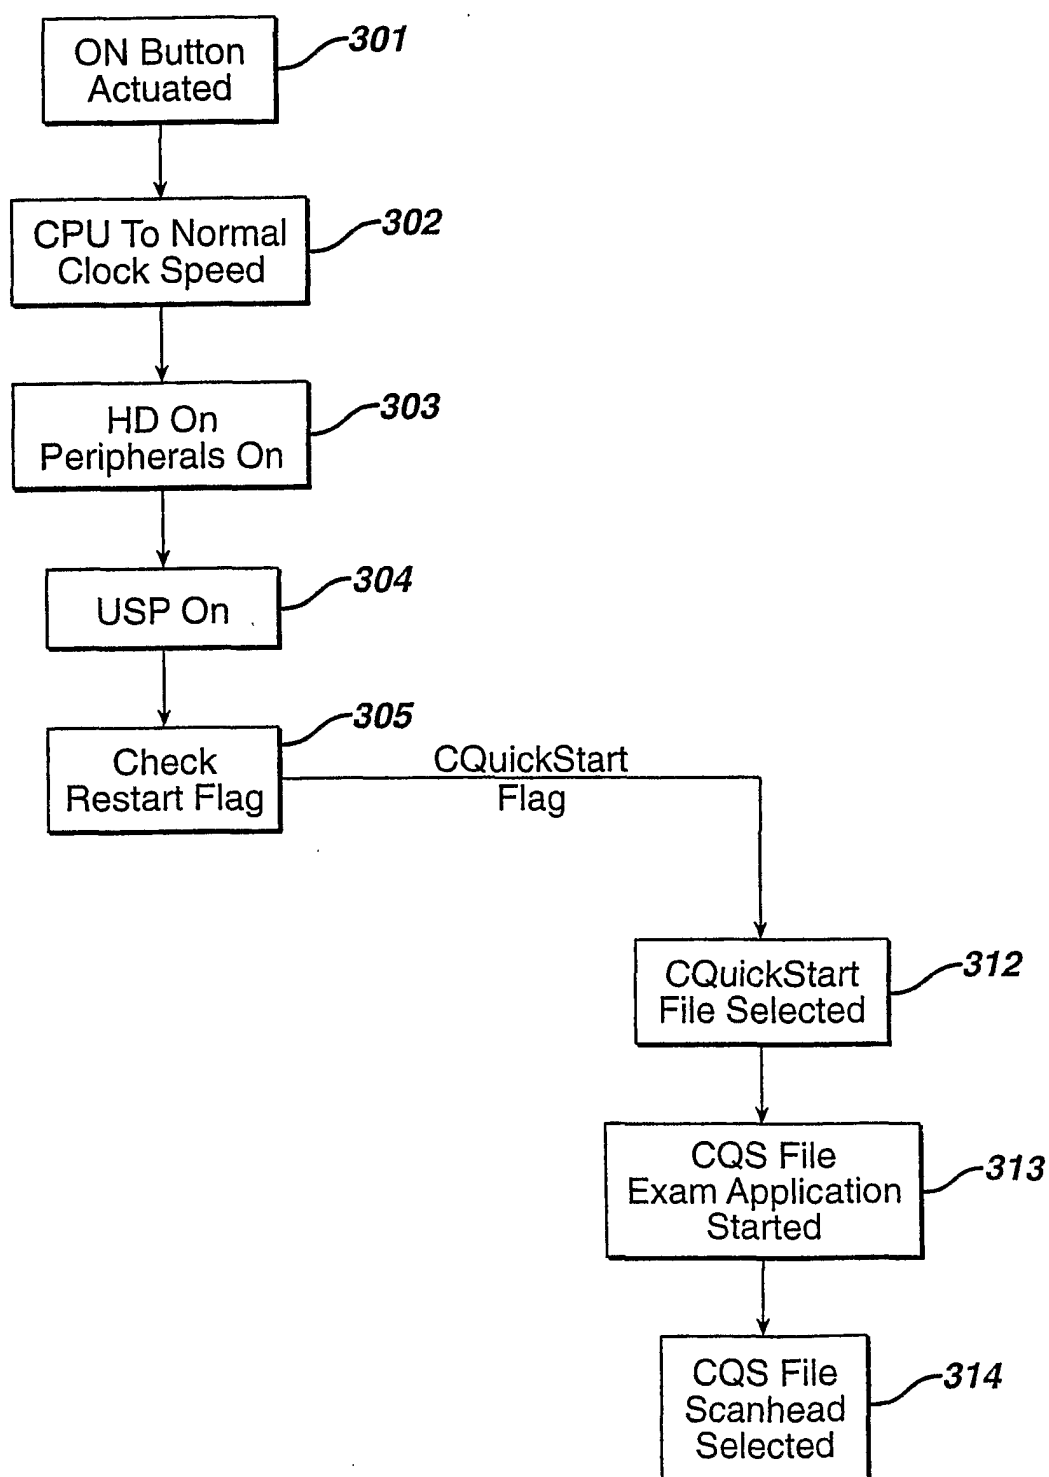 ON Button
Actuated
301
CPU To Normal
Clock Speed
302
HD On
Peripherals On
303
USP On
304
Check
Restart Flag
305
CQuickStart
Flag
CQuickStart
File Selected
312
CQS File
Exam Application
Started
313
CQS File
Scanhead
Selected
314